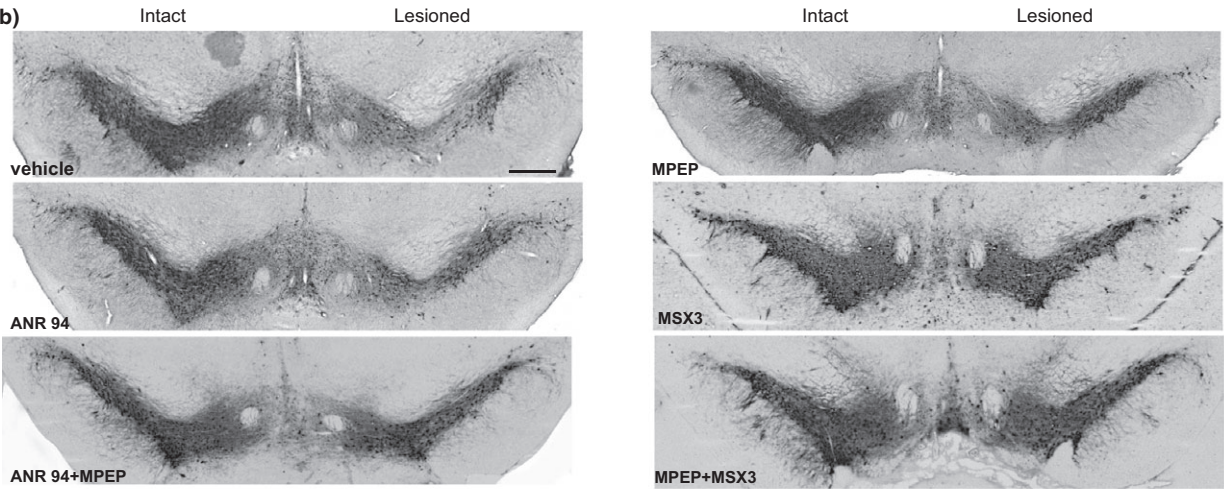 b)
Intact Lesioned
Intact Lesioned
vehicle
MPEP
ANR 94
MSX3
ANR 94+MPEP
MPEP+MSX3